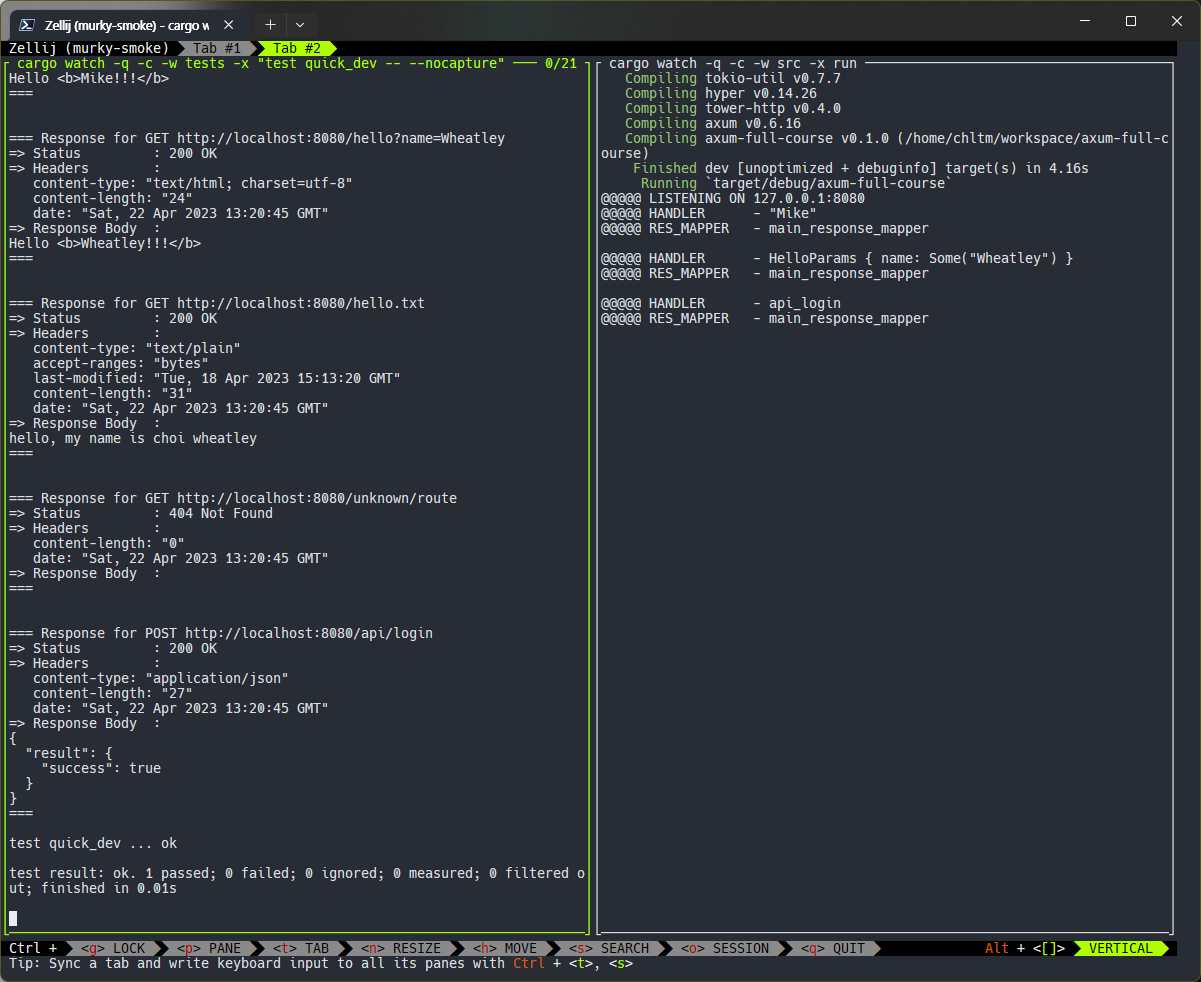 Zellij (murky-smoke) - cargo w
Zellij (murky-smoke) Tab #1 Tab #2
cargo watch -q -c -w tests -x "test quick_dev -- --nocapture" 0/21
Hello <b>Mike!!!</b>
===
=== Response for GET http://localhost:8080/hello?name=Wheatley
=> Status          : 200 OK
=> Headers         :
   content-type: "text/html; charset=utf-8"
   content-length: "24"
   date: "Sat, 22 Apr 2023 13:20:45 GMT"
=> Response Body  :
Hello <b>Wheatley!!!</b>
===
=== Response for GET http://localhost:8080/hello.txt
=> Status          : 200 OK
=> Headers         :
   content-type: "text/plain"
   accept-ranges: "bytes"
   last-modified: "Tue, 18 Apr 2023 15:13:20 GMT"
   content-length: "31"
   date: "Sat, 22 Apr 2023 13:20:45 GMT"
=> Response Body  :
hello, my name is choi wheatley
===
=== Response for GET http://localhost:8080/unknown/route
=> Status          : 404 Not Found
=> Headers         :
   content-length: "0"
   date: "Sat, 22 Apr 2023 13:20:45 GMT"
=> Response Body  :
===
=== Response for POST http://localhost:8080/api/login
=> Status          : 200 OK
=> Headers         :
   content-type: "application/json"
   content-length: "27"
   date: "Sat, 22 Apr 2023 13:20:45 GMT"
=> Response Body  :
{
  "result": {
    "success": true
  }
}
===
test quick_dev ... ok
test result: ok. 1 passed; 0 failed; 0 ignored; 0 measured; 0 filtered o
ut; finished in 0.01s
cargo watch -q -c -w src -x run
   Compiling tokio-util v0.7.7
   Compiling hyper v0.14.26
   Compiling tower-http v0.4.0
   Compiling axum v0.6.16
   Compiling axum-full-course v0.1.0 (/home/chltm/workspace/axum-full-c
ourse)
    Finished dev [unoptimized + debuginfo] target(s) in 4.16s
     Running `target/debug/axum-full-course`
@@@@@ LISTENING ON 127.0.0.1:8080
@@@@@ HANDLER      - "Mike"
@@@@@ RES_MAPPER   - main_response_mapper
@@@@@ HANDLER      - HelloParams { name: Some("Wheatley") }
@@@@@ RES_MAPPER   - main_response_mapper
@@@@@ HANDLER      - api_login
@@@@@ RES_MAPPER   - main_response_mapper
Ctrl + <g> LOCK <p> PANE <t> TAB <n> RESIZE <h> MOVE <s> SEARCH <o> SESSION <q> QUIT Alt + <[]> VERTICAL
Tip: Sync a tab and write keyboard input to all its panes with Ctrl + <t>, <s>